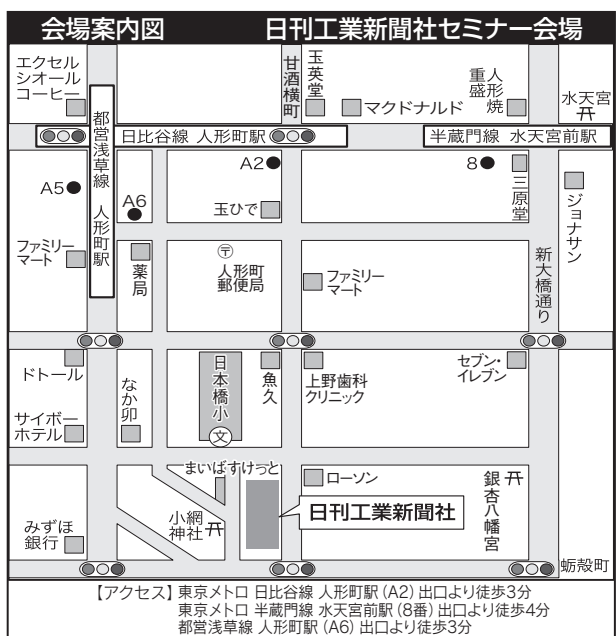 会場案内図 日刊工業新聞社セミナー会場
エクセル
シオール
コーヒー
甘酒横町
玉英堂
マクドナルド
人形焼
重盛
水天宮
都営浅草線 人形町駅
日比谷線 人形町駅
半蔵門線 水天宮前駅
A5
A6
A2
8
三原堂
ジョナサン
玉ひで
ファミリー
マート
薬局
〒
人形町
郵便局
ファミリー
マート
新大橋通り
ドトール
なか卯
日本橋小
文
魚久
上野歯科
クリニック
セブン・
イレブン
サイボー
ホテル
まいばすけっと
ローソン
銀杏八幡宮
日刊工業新聞社
小網
神社
みずほ
銀行
蛎殻町
【アクセス】東京メトロ 日比谷線 人形町駅(A2)出口より徒歩3分
東京メトロ 半蔵門線 水天宮前駅(8番)出口より徒歩4分
都営浅草線 人形町駅(A6)出口より徒歩3分